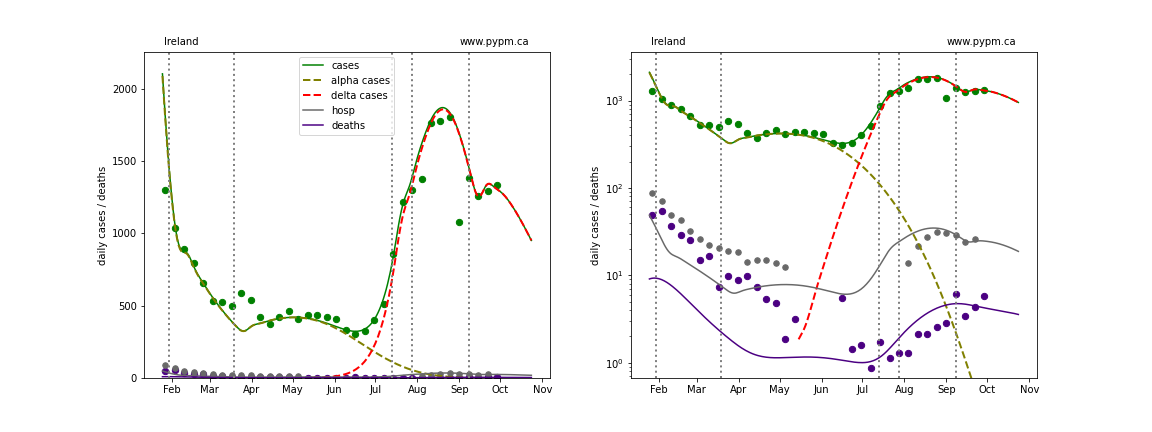 Ireland www.pypm.ca
cases
alpha cases
delta cases
hosp
deaths
2000
1500
1000
500
0
daily cases / deaths
Feb Mar Apr May Jun Jul Aug Sep Oct Nov
Ireland www.pypm.ca
10³
10²
10¹
10⁰
daily cases / deaths
Feb Mar Apr May Jun Jul Aug Sep Oct Nov